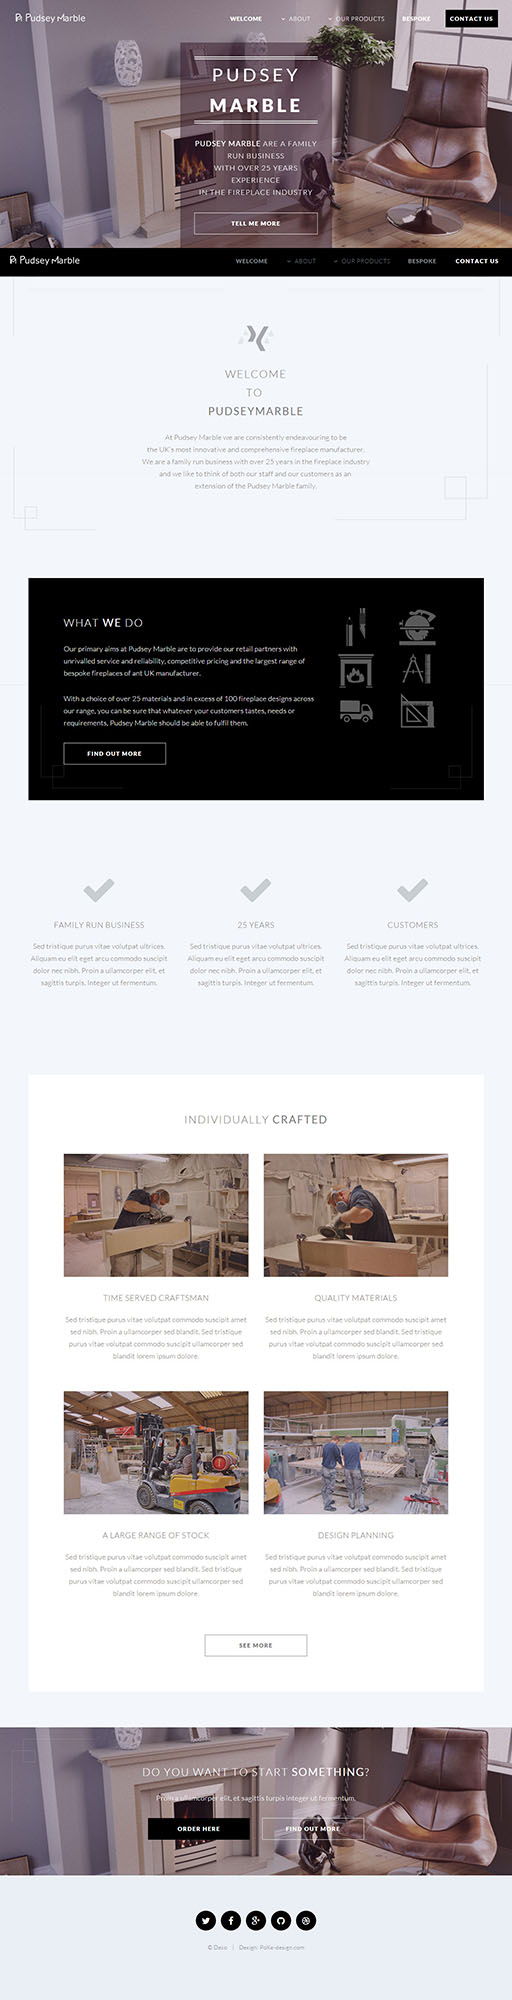 Pudsey Marble
WELCOME ABOUT OUR PRODUCTS BESPOKE CONTACT US
PUDSEY
MARBLE
PUDSEY MARBLE ARE A FAMILY
RUN BUSINESS
WITH OVER 25 YEARS
EXPERIENCE
IN THE FIREPLACE INDUSTRY
TELL ME MORE
Pudsey Marble
WELCOME ABOUT OUR PRODUCTS BESPOKE CONTACT US
WELCOME
TO
PUDSEYMARBLE
At Pudsey Marble we are consistently endeavouring to be
the UK's most innovative and comprehensive fireplace manufacturer.
We are a family run business with over 25 years in the fireplace industry
and we like to think of both our staff and our customers as an
extension of the Pudsey Marble family.
WHAT WE DO
Our primary aims at Pudsey Marble are to provide our retail partners with
unrivalled service and reliability, competitive pricing and the largest range of
bespoke fireplaces of ant UK manufacturer.
With a choice of over 25 materials and in excess of 100 fireplace designs across
our range, you can be sure that whatever your customers tastes, needs or
requirements, Pudsey Marble should be able to fulfil them.
FIND OUT MORE
FAMILY RUN BUSINESS
Sed tristique purus vitae volutpat ultrices.
Aliquam eu elit eget arcu commodo suscipit
dolor nec nibh. Proin a ullamcorper elit, et
sagittis turpis. Integer ut fermentum.
25 YEARS
Sed tristique purus vitae volutpat ultrices.
Aliquam eu elit eget arcu commodo suscipit
dolor nec nibh. Proin a ullamcorper elit, et
sagittis turpis. Integer ut fermentum.
CUSTOMERS
Sed tristique purus vitae volutpat ultrices.
Aliquam eu elit eget arcu commodo suscipit
dolor nec nibh. Proin a ullamcorper elit, et
sagittis turpis. Integer ut fermentum.
INDIVIDUALLY CRAFTED
TIME SERVED CRAFTSMAN
Sed tristique purus vitae volutpat commodo suscipit amet
sed nibh. Proin a ullamcorper sed blandit. Sed tristique
purus vitae volutpat commodo suscipit ullamcorper sed
blandit lorem ipsum dolore.
QUALITY MATERIALS
Sed tristique purus vitae volutpat commodo suscipit amet
sed nibh. Proin a ullamcorper sed blandit. Sed tristique
purus vitae volutpat commodo suscipit ullamcorper sed
blandit lorem ipsum dolore.
A LARGE RANGE OF STOCK
Sed tristique purus vitae volutpat commodo suscipit amet
sed nibh. Proin a ullamcorper sed blandit. Sed tristique
purus vitae volutpat commodo suscipit ullamcorper sed
blandit lorem ipsum dolore.
DESIGN PLANNING
Sed tristique purus vitae volutpat commodo suscipit amet
sed nibh. Proin a ullamcorper sed blandit. Sed tristique
purus vitae volutpat commodo suscipit ullamcorper sed
blandit lorem ipsum dolore.
SEE MORE
DO YOU WANT TO START SOMETHING?
Proin a ullamcorper elit, et sagittis turpis integer ut fermentum.
ORDER HERE
FIND OUT MORE
© Deco | Design: PoXe-design.com